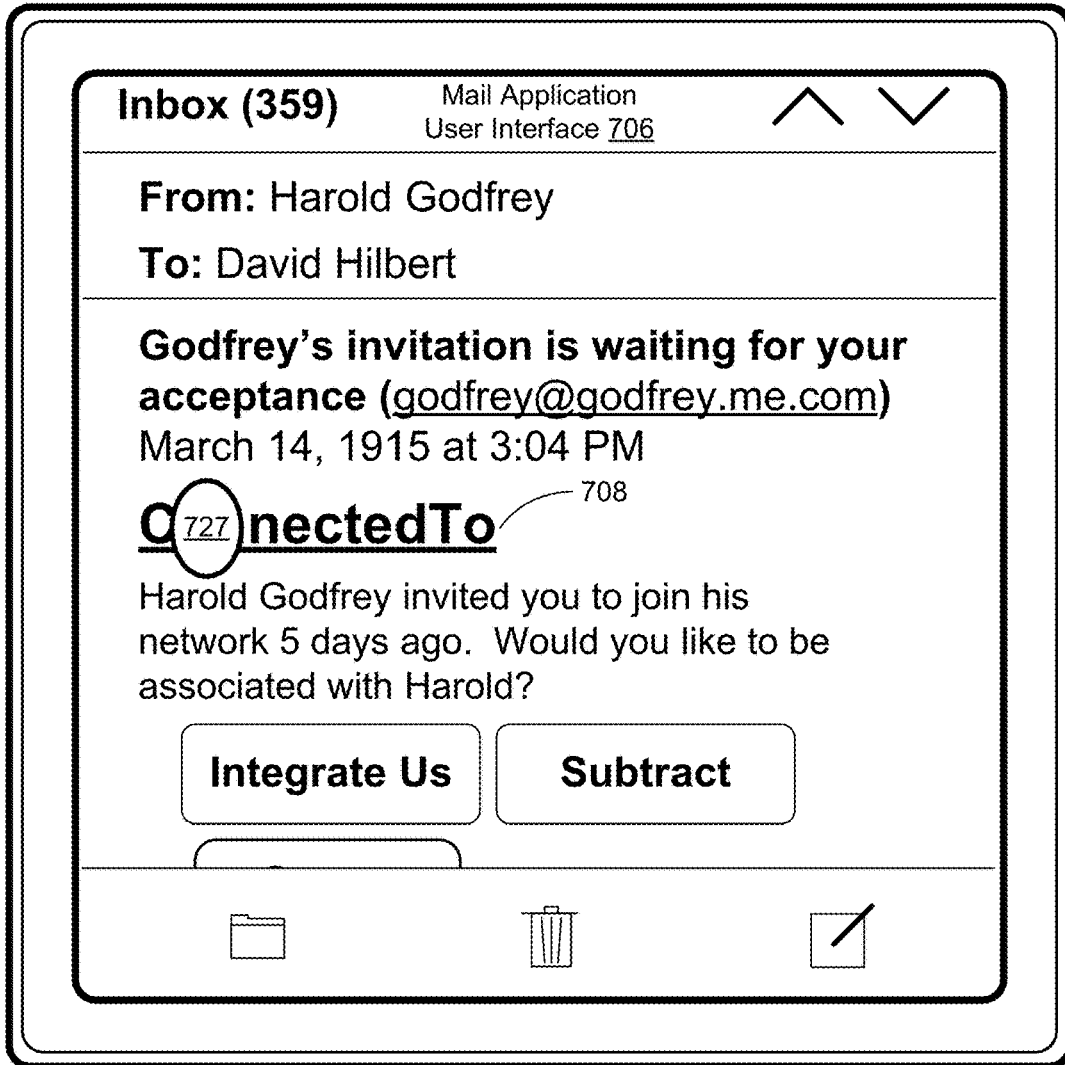 Inbox (359)
Mail Application
User Interface 706
From: Harold Godfrey
To: David Hilbert
Godfrey’s invitation is waiting for your
acceptance (godfrey@godfrey.me.com)
March 14, 1915 at 3:04 PM
708
C727nectedTo
Harold Godfrey invited you to join his
network 5 days ago.  Would you like to be
associated with Harold?
Integrate Us
Subtract